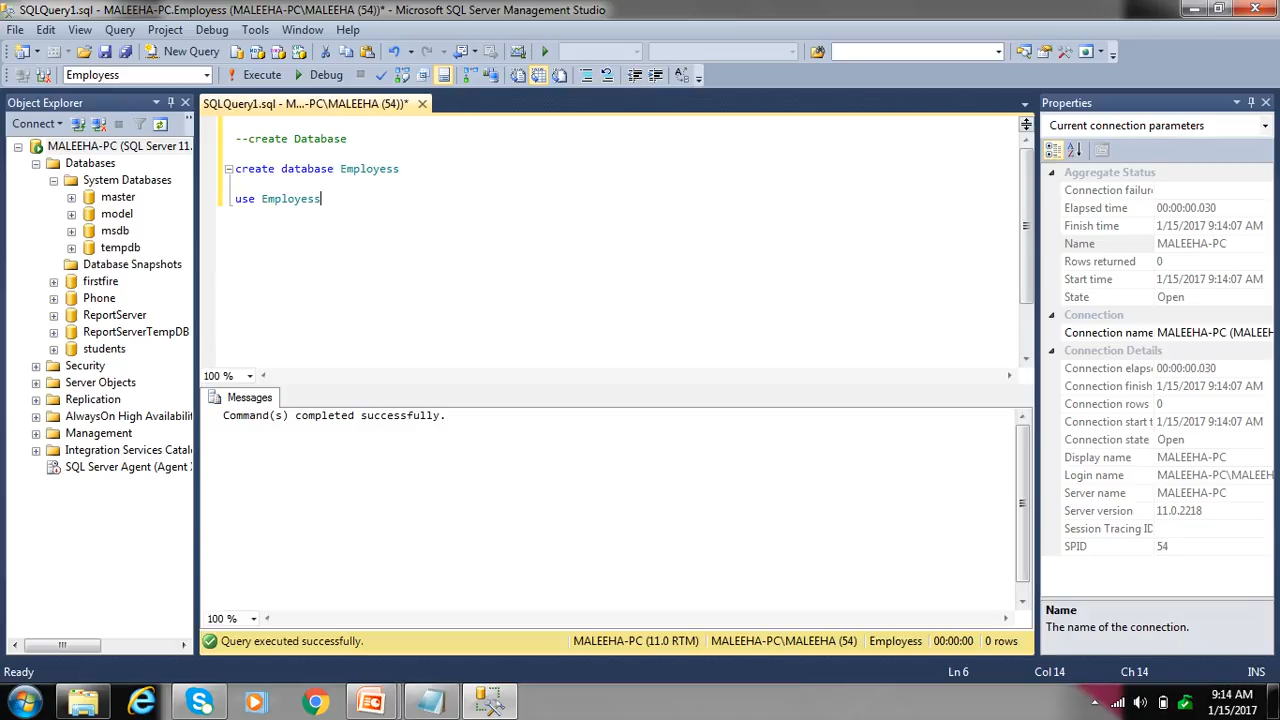 SQLQuery1.sql - MALEEHA-PC.Employess (MALEEHA-PC\MALEEHA (54))* - Microsoft SQL Server Management Studio
File Edit View Query Project Debug Tools Window Help
New Query
Employess Execute Debug
Object Explorer
Connect
MALEEHA-PC (SQL Server 11.
Databases
System Databases
master
model
msdb
tempdb
Database Snapshots
firstfire
Phone
ReportServer
ReportServerTempDB
students
Security
Server Objects
Replication
AlwaysOn High Availabili
Management
Integration Services Catal
SQL Server Agent (Agent X
SQLQuery1.sql - M...-PC\MALEEHA (54))*
--create Database
create database Employess
use Employess
100 %
Messages
Command(s) completed successfully.
100 %
Query executed successfully. MALEEHA-PC (11.0 RTM) MALEEHA-PC\MALEEHA (54) Employess 00:00:00 0 rows
Properties
Current connection parameters
Aggregate Status
Connection failure
Elapsed time 00:00:00.030
Finish time 1/15/2017 9:14:07 AM
Name MALEEHA-PC
Rows returned 0
Start time 1/15/2017 9:14:07 AM
State Open
Connection
Connection name MALEEHA-PC (MALEEH
Connection Details
Connection elaps 00:00:00.030
Connection finish 1/15/2017 9:14:07 AM
Connection rows 0
Connection start t 1/15/2017 9:14:07 AM
Connection state Open
Display name MALEEHA-PC
Login name MALEEHA-PC\MALEEH
Server name MALEEHA-PC
Server version 11.0.2218
Session Tracing ID
SPID 54
Name
The name of the connection.
Ready Ln 6 Col 14 Ch 14 INS
9:14 AM
1/15/2017